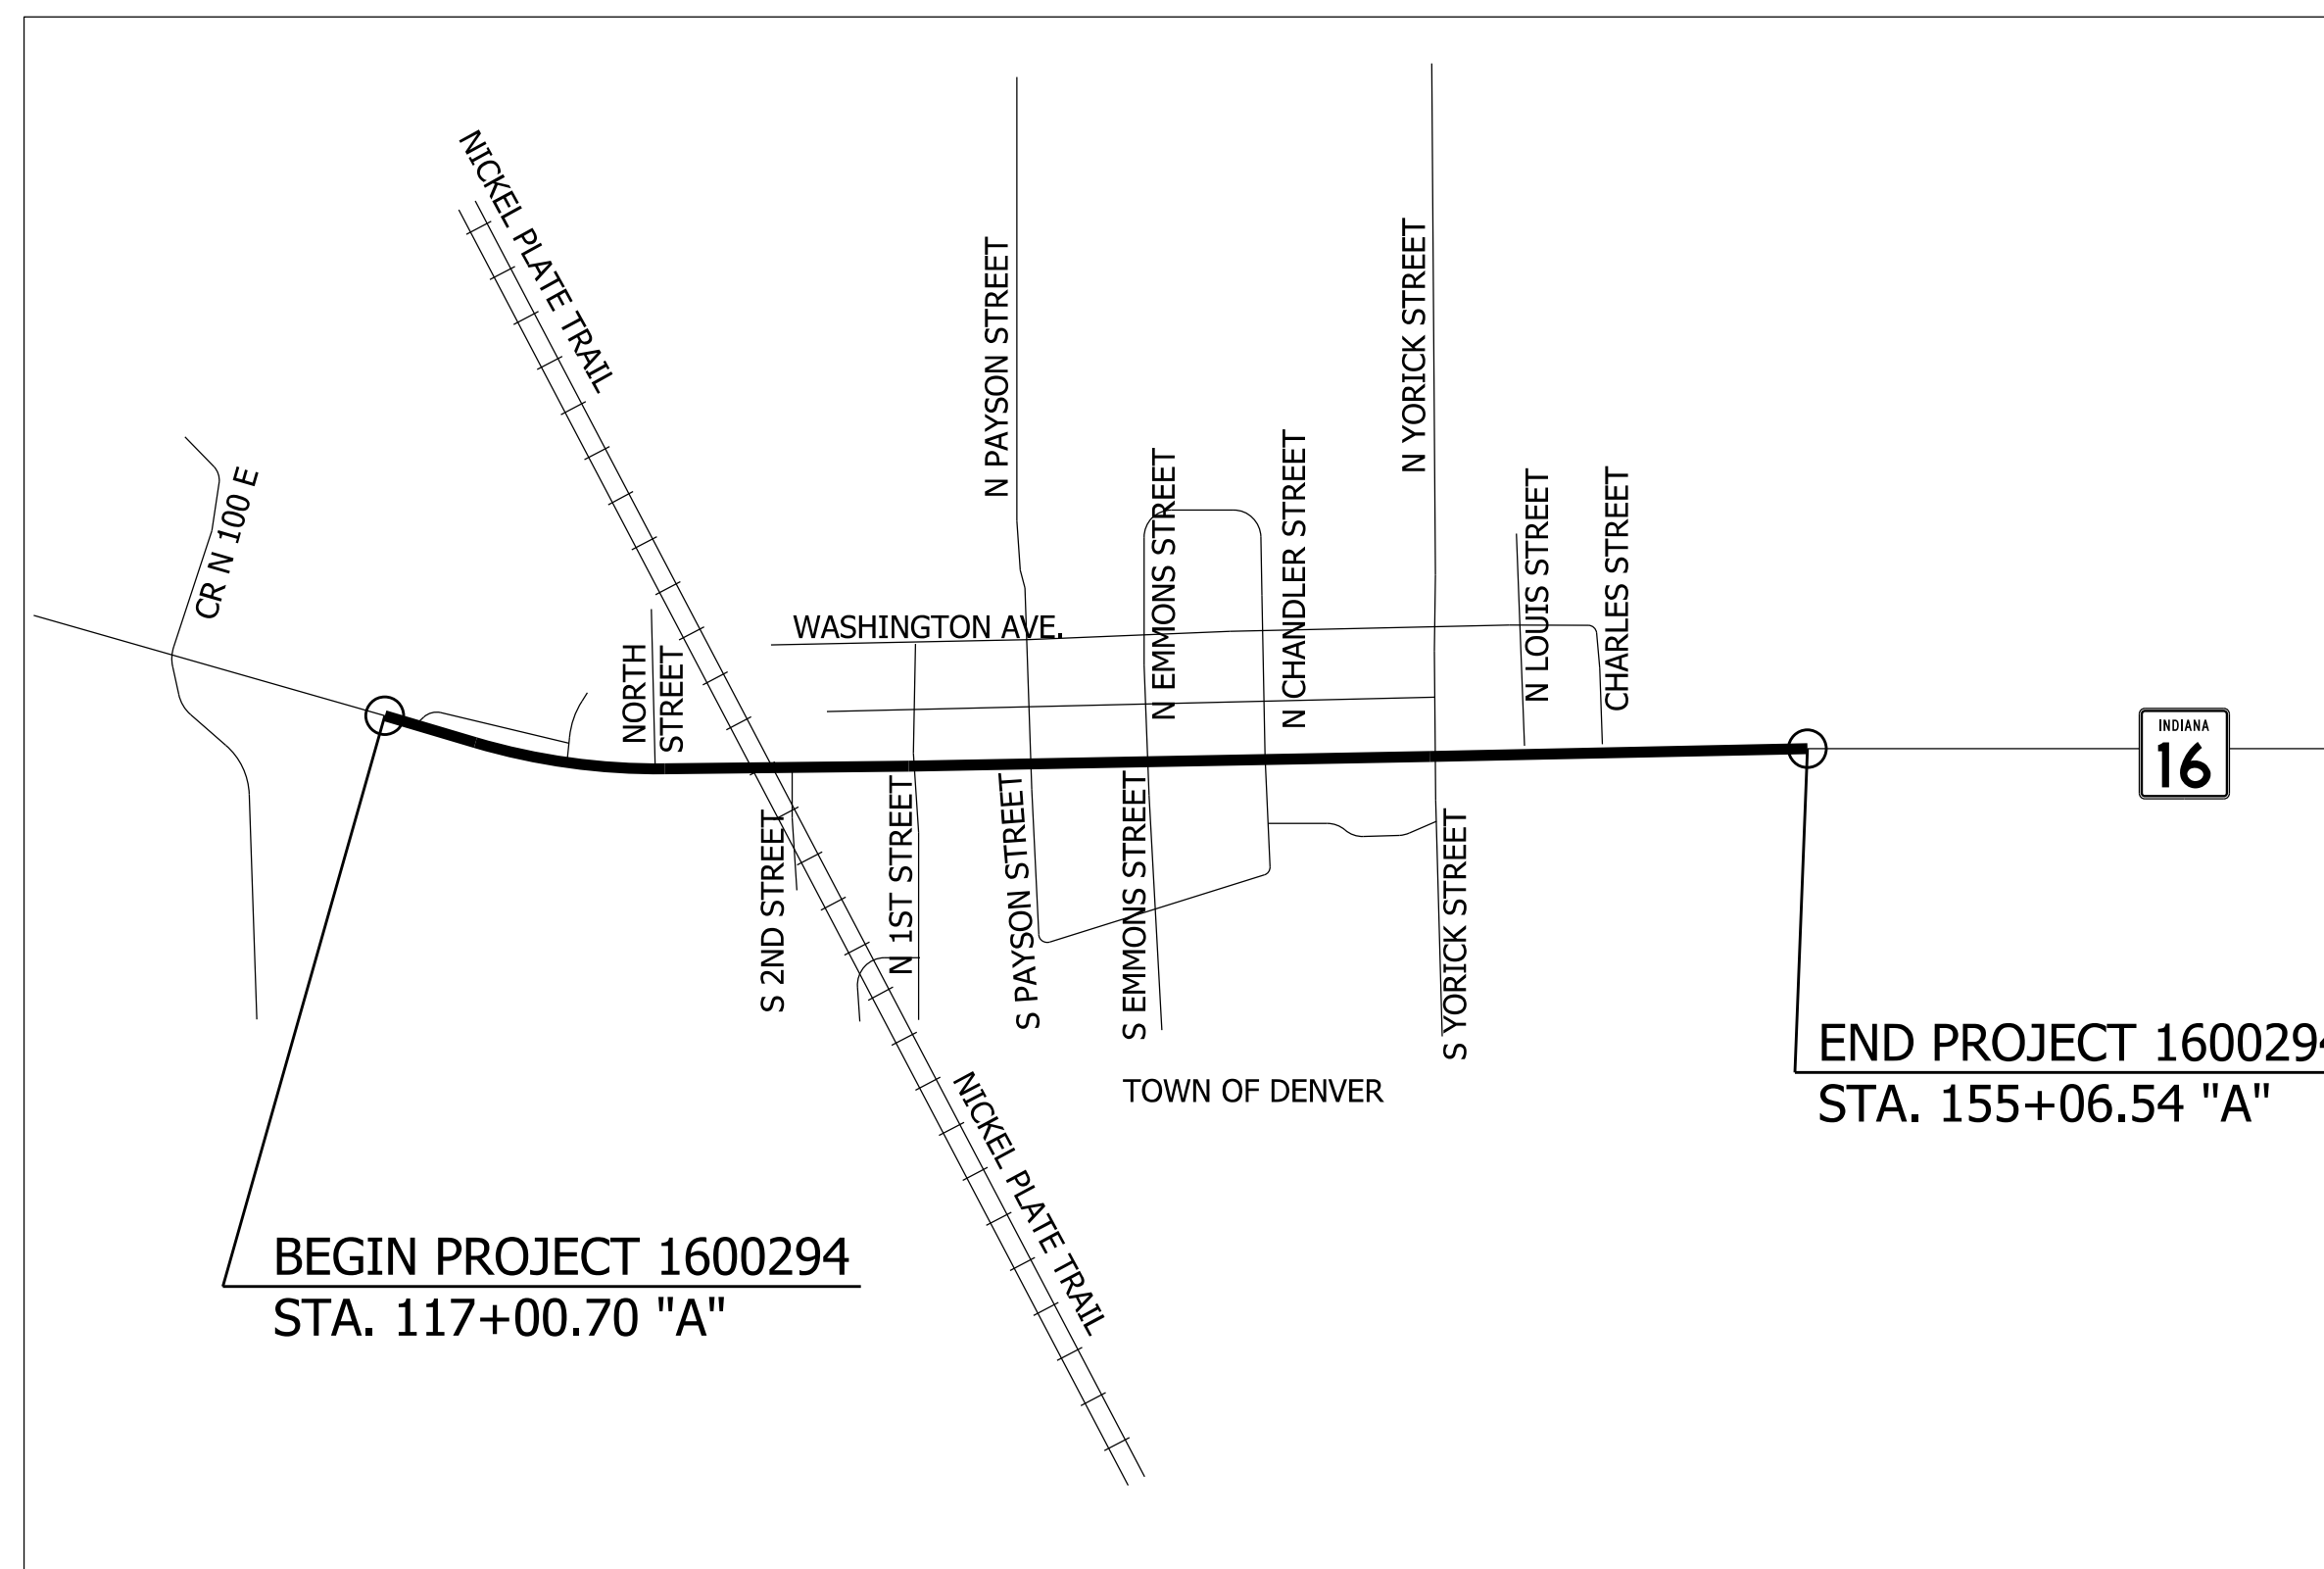 NICKEL PLATE TRAIL
N PAYSON STREET
N YORICK STREET
CR N 100 E
N EMMONS STREET
N CHANDLER STREET
N LOUIS STREET
CHARLES STREET
WASHINGTON AVE.
NORTH
STREET
INDIANA
16
S 2ND STREET
N 1ST STREET
S PAYSON STREET
S EMMONS STREET
S YORICK STREET
TOWN OF DENVER
END PROJECT 1600294
STA. 155+06.54 "A"
NICKEL PLATE TRAIL
BEGIN PROJECT 1600294
STA. 117+00.70 "A"